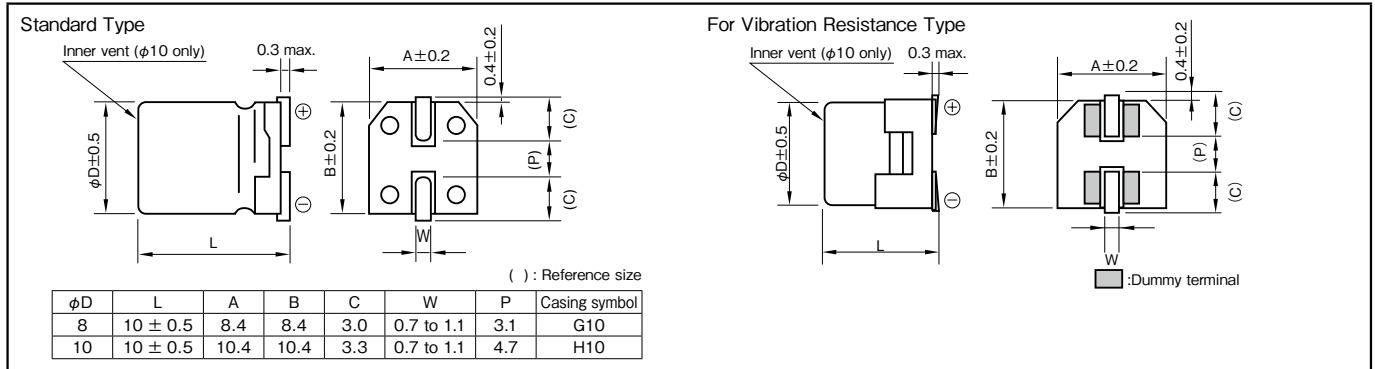 Standard Type
Inner vent (φ10 only)
0.3 max.
A±0.2
0.4±0.2
φD±0.5
B±0.2
(C)
(P)
(C)
⊕
⊖
L
W
( ) : Reference size
φD L A B C W P Casing symbol
8 10 ± 0.5 8.4 8.4 3.0 0.7 to 1.1 3.1 G10
10 10 ± 0.5 10.4 10.4 3.3 0.7 to 1.1 4.7 H10
For Vibration Resistance Type
Inner vent (φ10 only)
0.3 max.
A±0.2
0.4±0.2
φD±0.5
B±0.2
(C)
(P)
(C)
⊕
⊖
L
W
:Dummy terminal